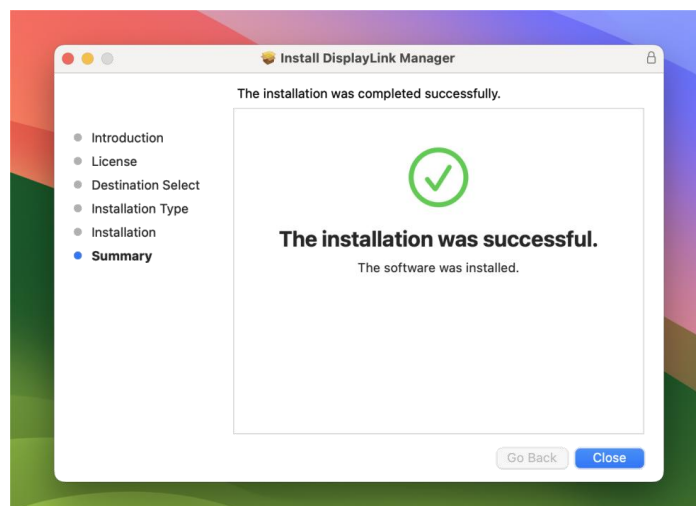 Install DisplayLink Manager
The installation was completed successfully.
Introduction
License
Destination Select
Installation Type
Installation
Summary
The installation was successful.
The software was installed.
Go Back
Close